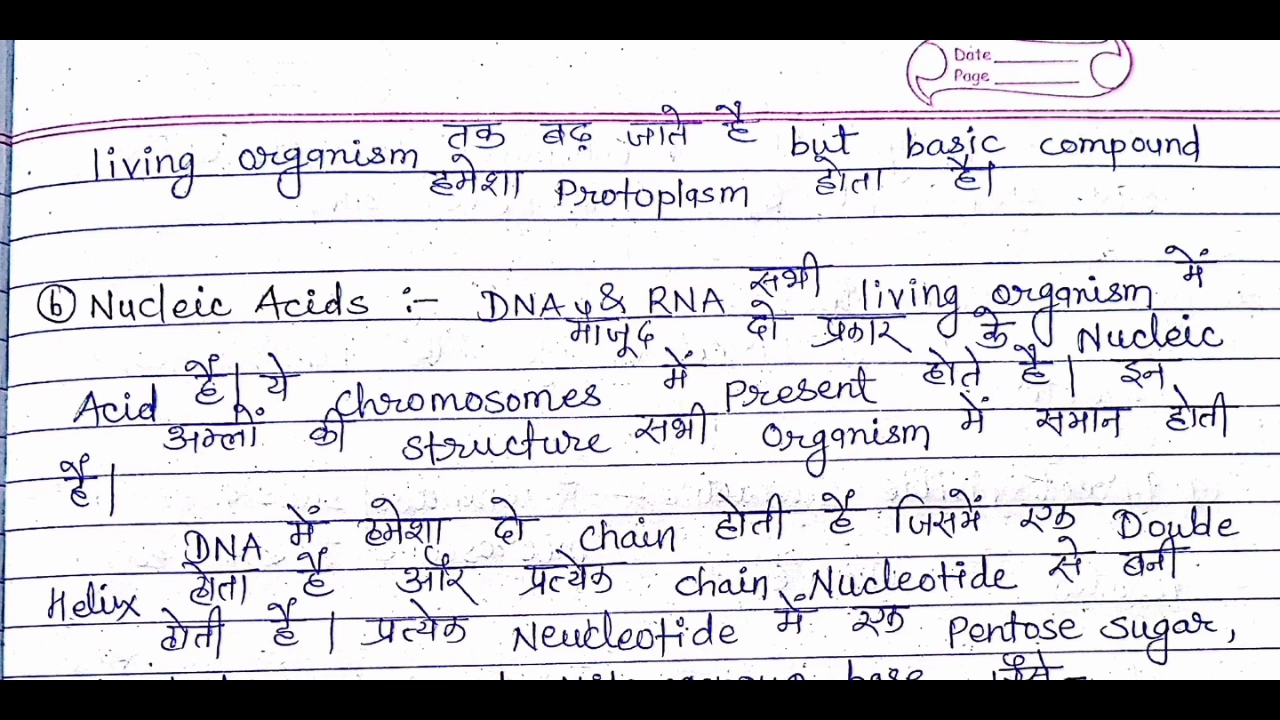 Date
Page
living organism तक बढ़ जाते है but basic compound
हमेशा Protoplasm होता है।
ⓑ Nucleic Acids :- DNA & RNA सभी living organism में
माजूद दो प्रकार के Nucleic
Acid है। ये chromosomes में Present होते है। इन
अम्लों की structure सभी organism में समान होती
है।
DNA में हमेशा दो chain होती है जिसमें एक Double
Helix होता है और प्रत्येक chain Nucleotide से बनी
होती है। प्रत्येक Neucleotide में एक Pentose sugar,
base जैसे-